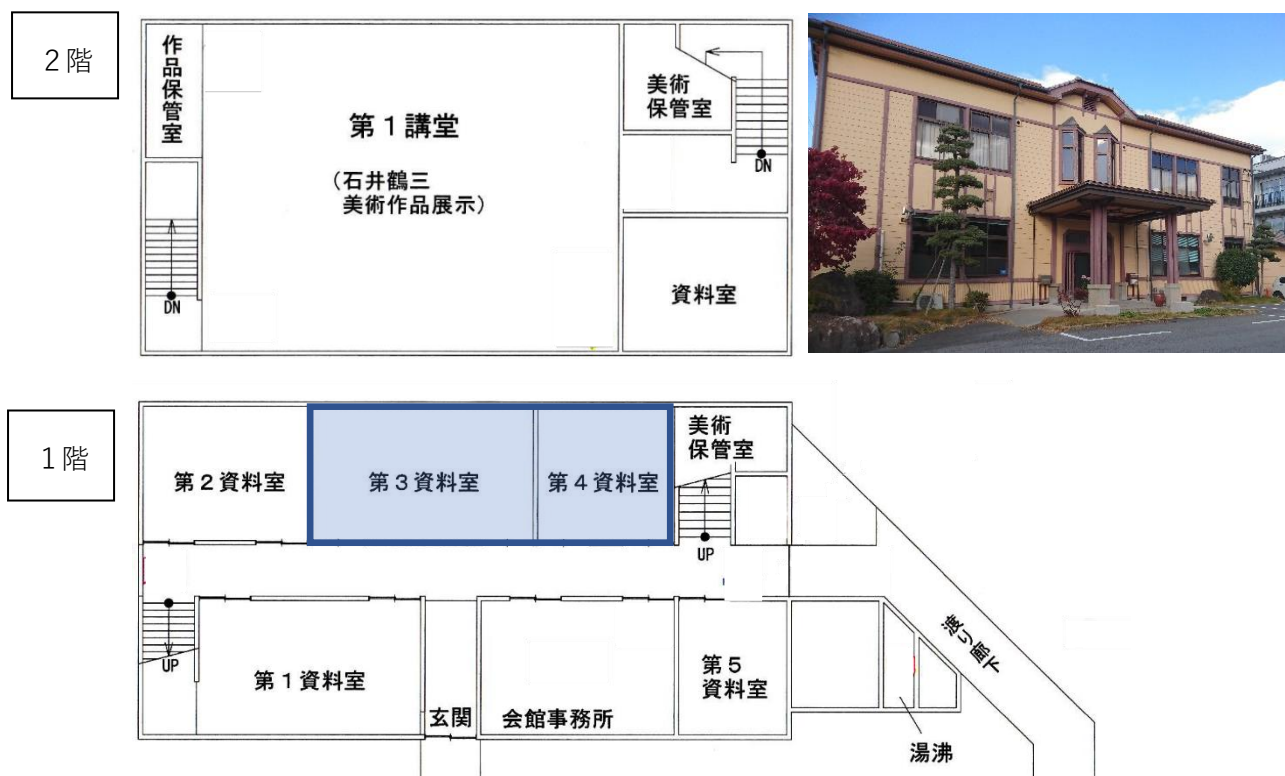 ２階
作品保管室
第１講堂
（石井鶴三
美術作品展示）
美術
保管室
DN
資料室
DN
１階
第２資料室
第３資料室
第４資料室
美術
保管室
UP
UP
第１資料室
玄関
会館事務所
第５
資料室
渡り廊下
湯沸